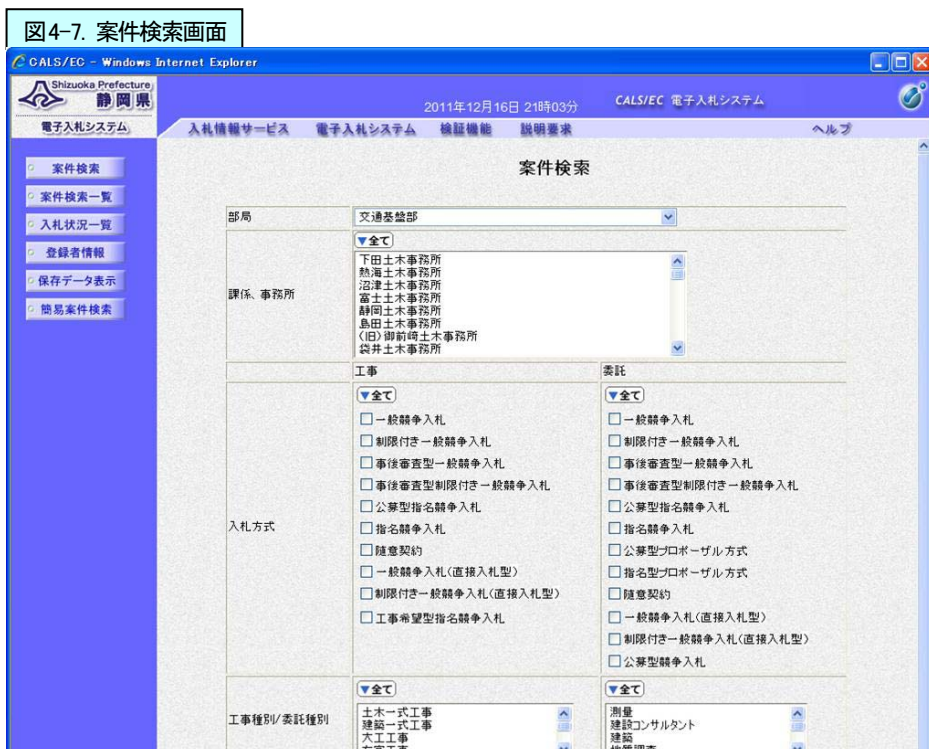 図4-7. 案件検索画面
CALS/EC - Windows Internet Explorer
Shizuoka Prefecture
静岡県
電子入札システム
2011年12月16日 21時03分
CALS/EC 電子入札システム
入札情報サービス 電子入札システム 検証機能 説明要求 ヘルプ
案件検索
案件検索一覧
入札状況一覧
登録者情報
保存データ表示
簡易案件検索
案件検索
部局 交通基盤部
課係、事務所
▼全て
下田土木事務所
熱海土木事務所
沼津土木事務所
富士土木事務所
静岡土木事務所
島田土木事務所
(旧)御前崎土木事務所
袋井土木事務所
入札方式
工事
▼全て
一般競争入札
制限付き一般競争入札
事後審査型一般競争入札
事後審査型制限付き一般競争入札
公募型指名競争入札
指名競争入札
随意契約
一般競争入札(直接入札型)
制限付き一般競争入札(直接入札型)
工事希望型指名競争入札
委託
▼全て
一般競争入札
制限付き一般競争入札
事後審査型一般競争入札
事後審査型制限付き一般競争入札
公募型指名競争入札
指名競争入札
公募型プロポーザル方式
指名型プロポーザル方式
随意契約
一般競争入札(直接入札型)
制限付き一般競争入札(直接入札型)
公募型競争入札
工事種別/委託種別
▼全て
土木一式工事
建築一式工事
大工工事
▼全て
測量
建設コンサルタント
建築